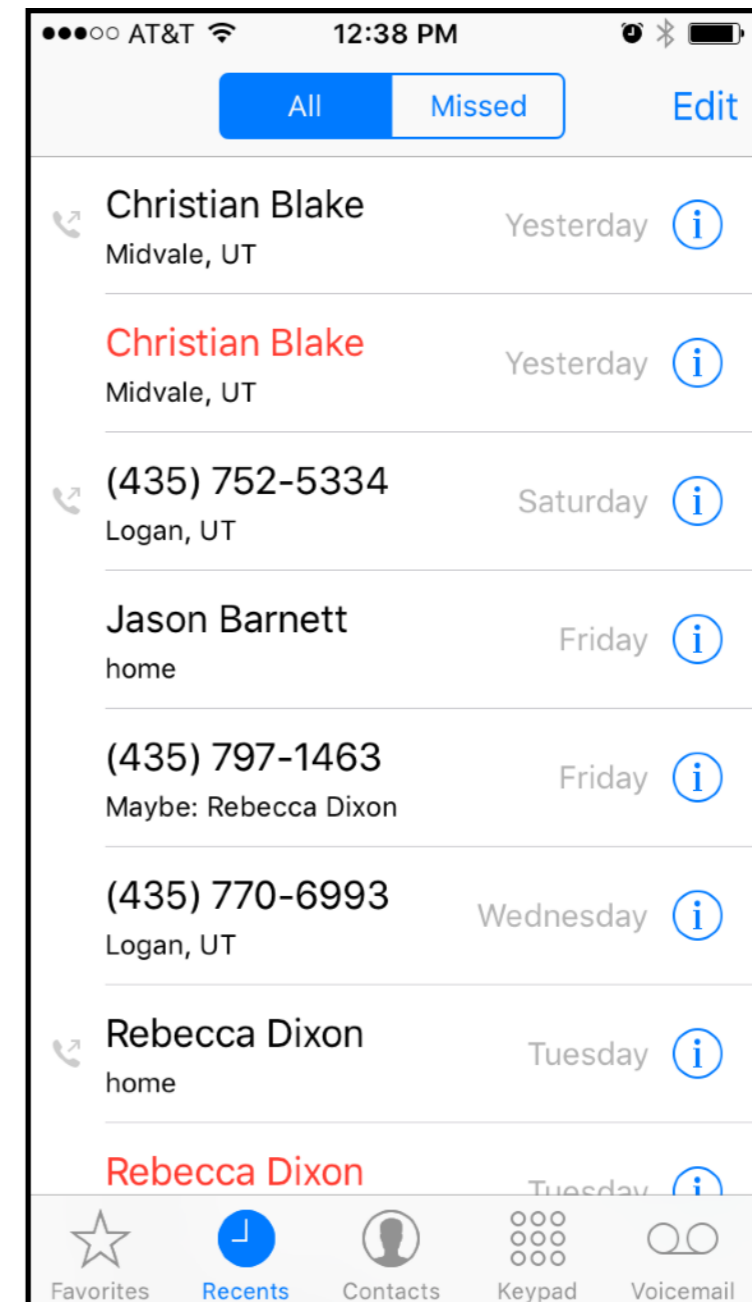 AT&T 12:38 PM
All Missed Edit
Christian Blake
Midvale, UT
Yesterday
Christian Blake
Midvale, UT
Yesterday
(435) 752-5334
Logan, UT
Saturday
Jason Barnett
home
Friday
(435) 797-1463
Maybe: Rebecca Dixon
Friday
(435) 770-6993
Logan, UT
Wednesday
Rebecca Dixon
home
Tuesday
Rebecca Dixon
Tuesday
Favorites Recents Contacts Keypad Voicemail